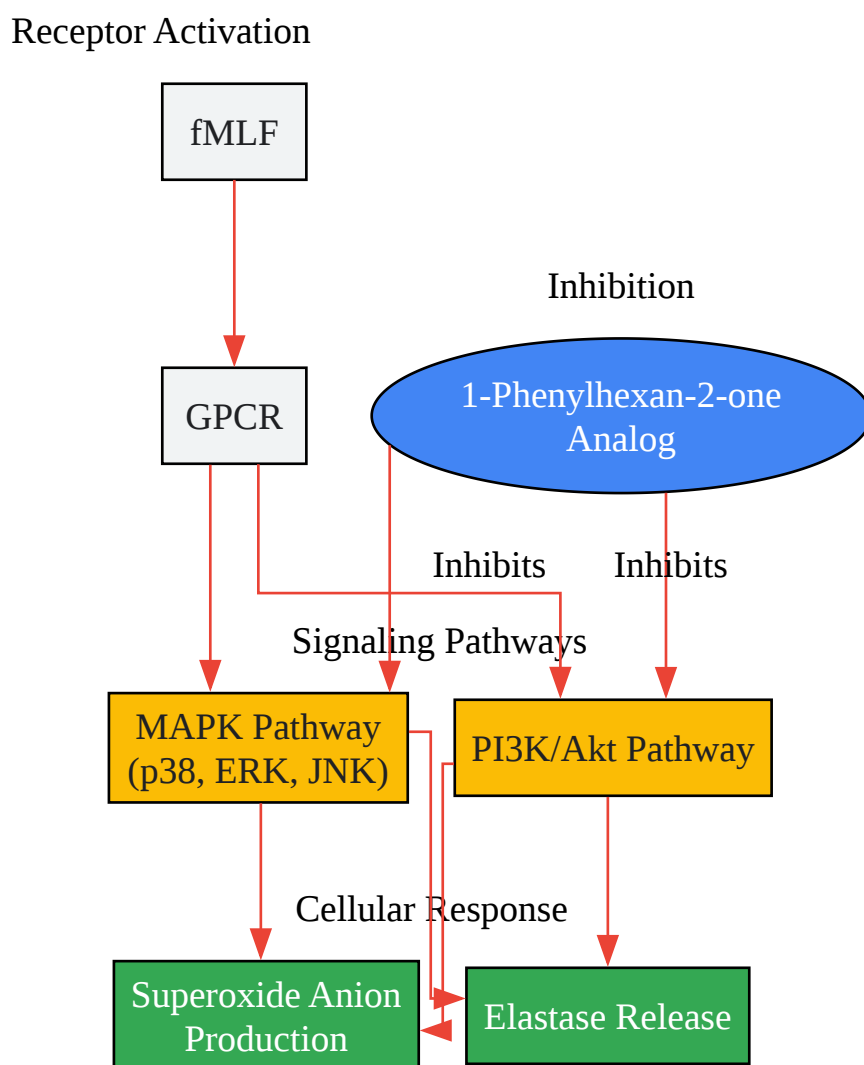 Receptor Activation
fMLF
Inhibition
GPCR
1-Phenylhexan-2-one
Analog
Inhibits
Inhibits
Signaling Pathways
MAPK Pathway
(p38, ERK, JNK)
PI3K/Akt Pathway
Cellular Response
Superoxide Anion
Production
Elastase Release